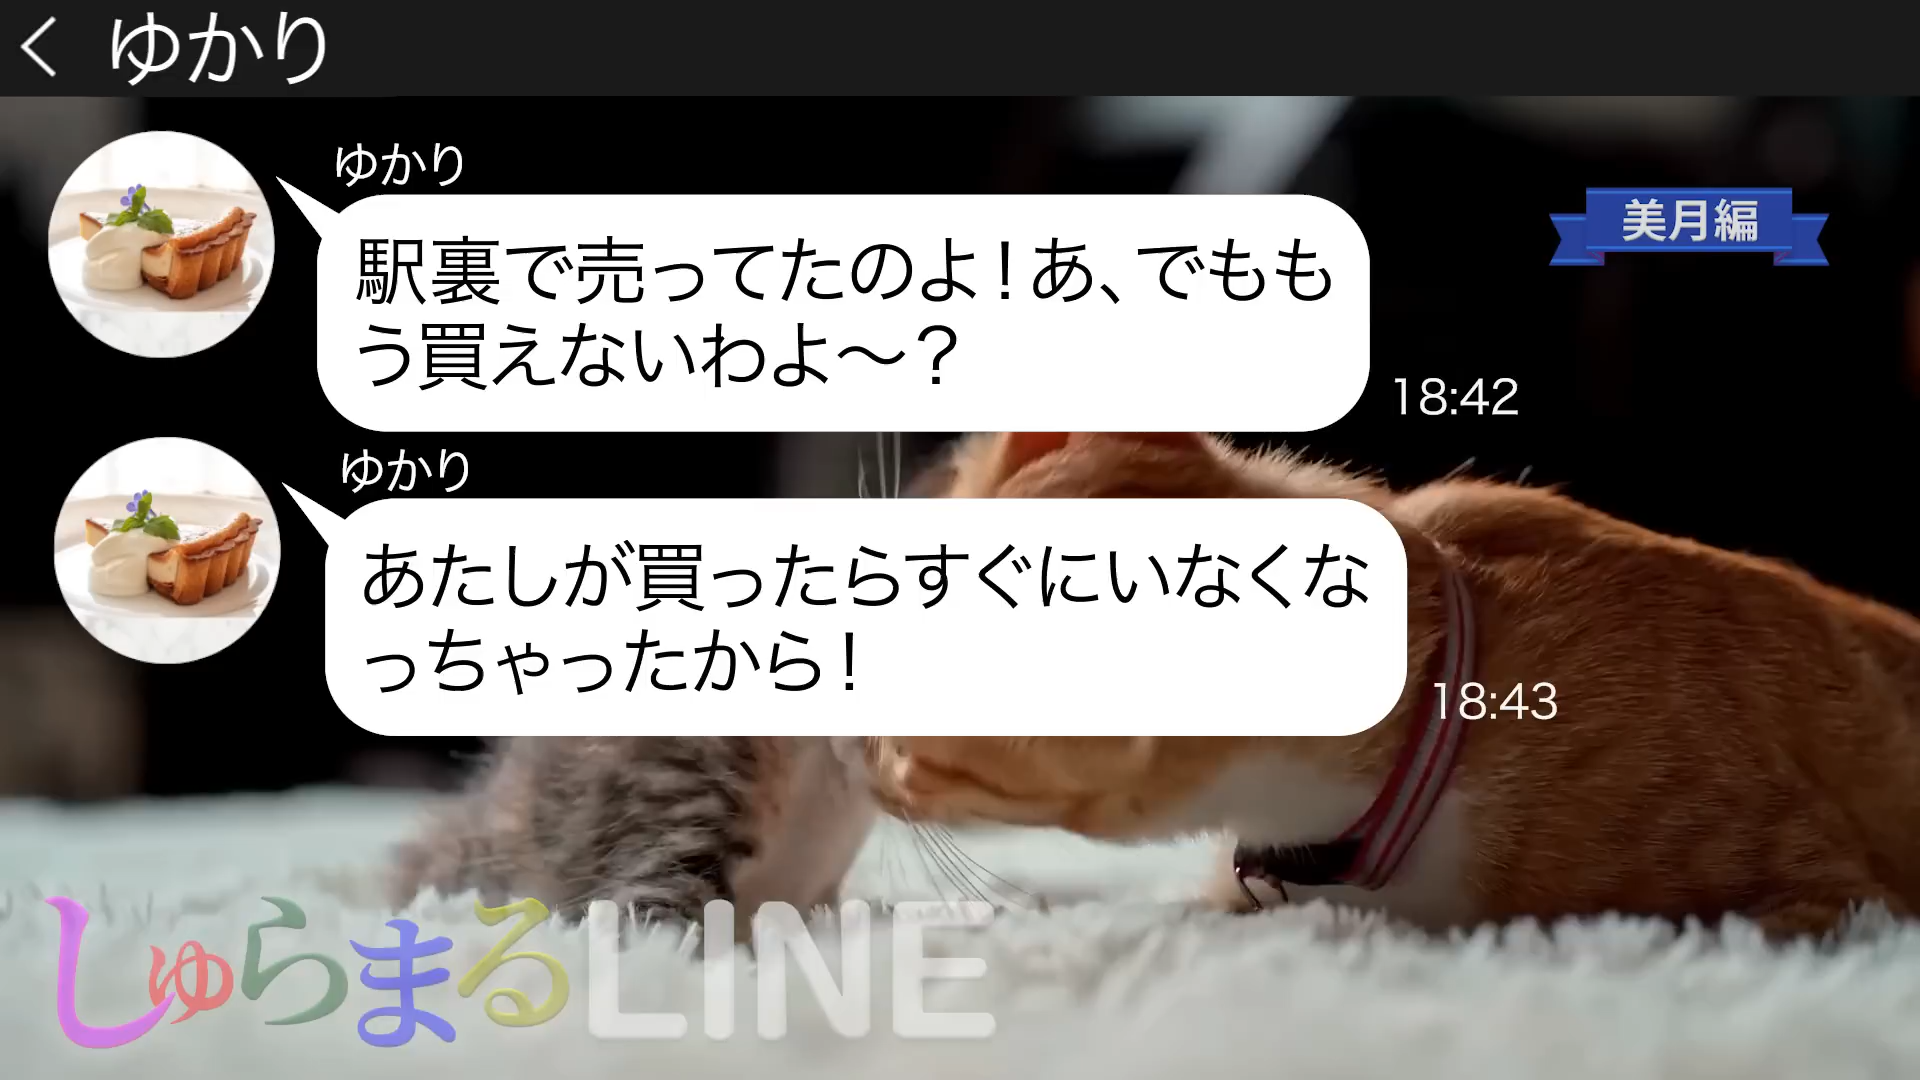 ゆかり
ゆかり
美月編
駅裏で売ってたのよ！あ、でもも
う買えないわよ～？
18:42
ゆかり
あたしが買ったらすぐにいなくな
っちゃったから！
18:43
しゅらまるLINE